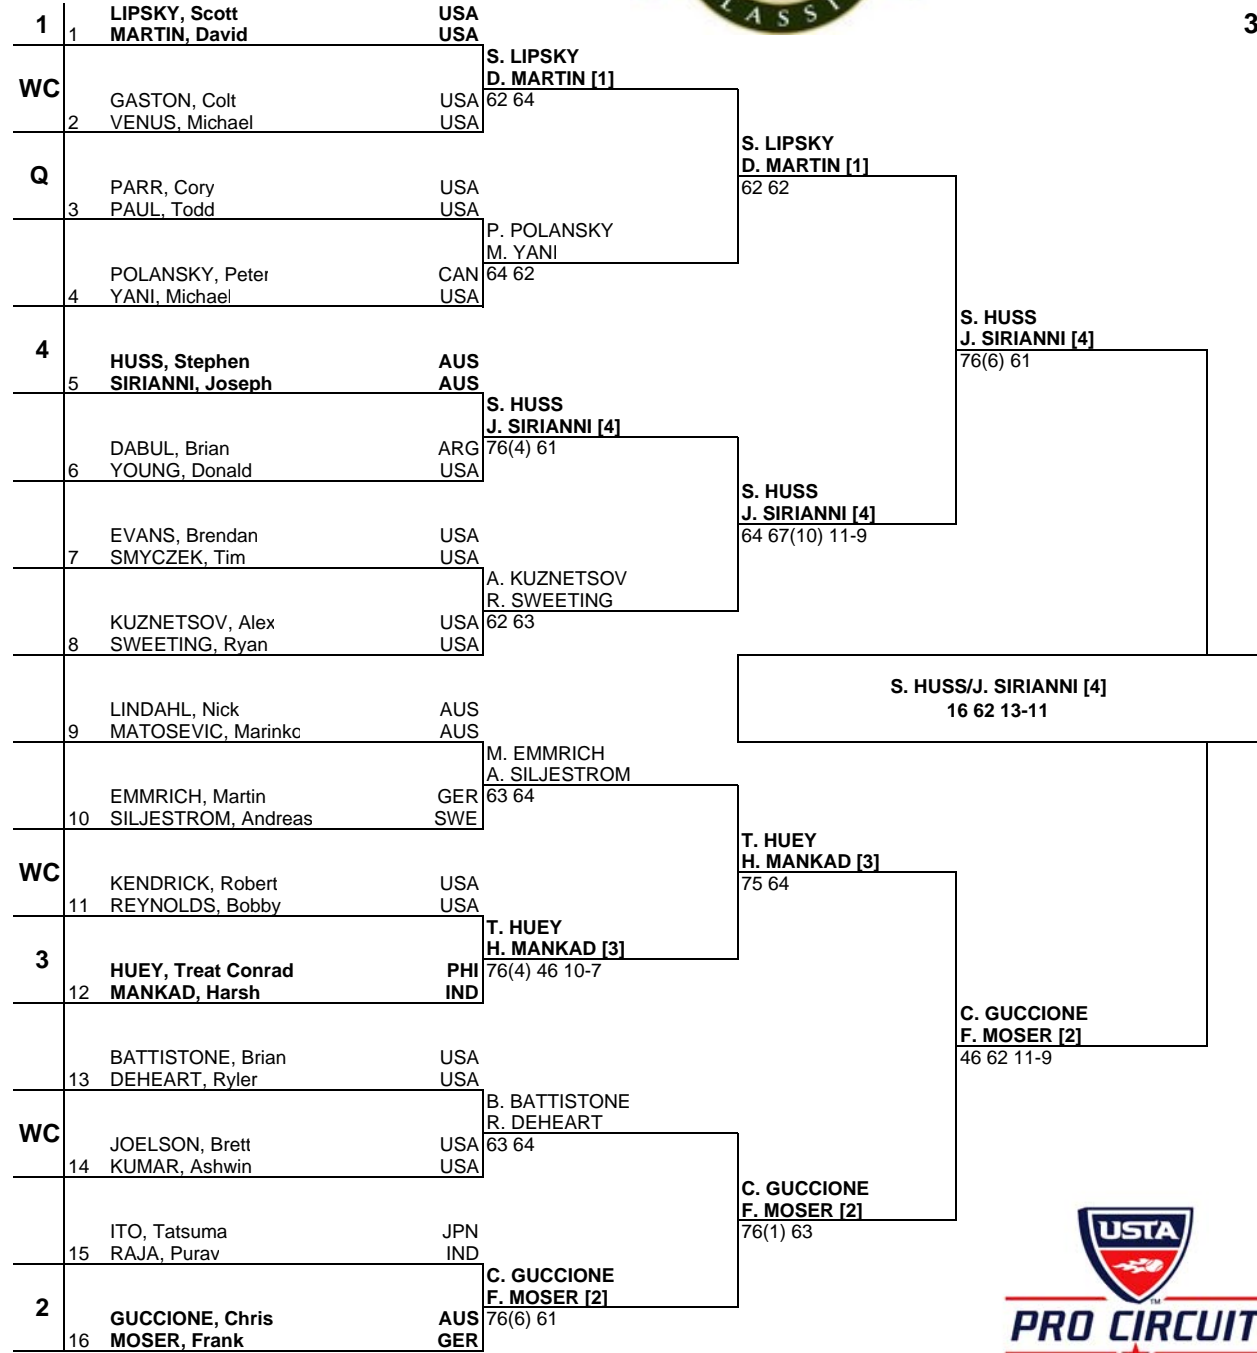 CLASSI
3
1 1 LIPSKY, Scott USA
MARTIN, David USA
WC GASTON, Colt USA
2 VENUS, Michael USA
Q PARR, Cory USA
3 PAUL, Todd USA
POLANSKY, Peter CAN
4 YANI, Michael USA
4 HUSS, Stephen AUS
5 SIRIANNI, Joseph AUS
DABUL, Brian ARG
6 YOUNG, Donald USA
EVANS, Brendan USA
7 SMYCZEK, Tim USA
KUZNETSOV, Alex USA
8 SWEETING, Ryan USA
LINDAHL, Nick AUS
9 MATOSEVIC, Marinko AUS
EMMRICH, Martin GER
10 SILJESTROM, Andreas SWE
WC KENDRICK, Robert USA
11 REYNOLDS, Bobby USA
3 HUEY, Treat Conrad PHI
12 MANKAD, Harsh IND
BATTISTONE, Brian USA
13 DEHEART, Ryler USA
WC JOELSON, Brett USA
14 KUMAR, Ashwin USA
ITO, Tatsuma JPN
15 RAJA, Purav IND
2 GUCCIONE, Chris AUS
16 MOSER, Frank GER
S. LIPSKY
D. MARTIN [1]
62 64
P. POLANSKY
M. YANI
64 62
S. HUSS
J. SIRIANNI [4]
76(4) 61
A. KUZNETSOV
R. SWEETING
62 63
M. EMMRICH
A. SILJESTROM
63 64
T. HUEY
H. MANKAD [3]
76(4) 46 10-7
B. BATTISTONE
R. DEHEART
63 64
C. GUCCIONE
F. MOSER [2]
76(6) 61
S. LIPSKY
D. MARTIN [1]
62 62
S. HUSS
J. SIRIANNI [4]
64 67(10) 11-9
T. HUEY
H. MANKAD [3]
75 64
C. GUCCIONE
F. MOSER [2]
76(1) 63
S. HUSS
J. SIRIANNI [4]
76(6) 61
C. GUCCIONE
F. MOSER [2]
46 62 11-9
S. HUSS/J. SIRIANNI [4]
16 62 13-11
USTA
TM
PRO CIRCUIT